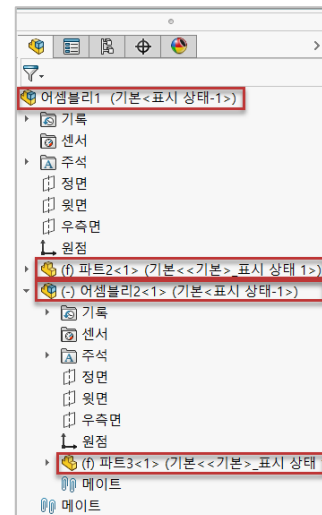 어셈블리1 (기본<표시 상태-1>)
기록
센서
주석
정면
윗면
우측면
원점
(f) 파트2<1> (기본<<기본>_표시 상태 1>)
(-) 어셈블리2<1> (기본<표시 상태-1>)
기록
센서
주석
정면
윗면
우측면
원점
(f) 파트3<1> (기본<<기본>_표시 상태
메이트
메이트